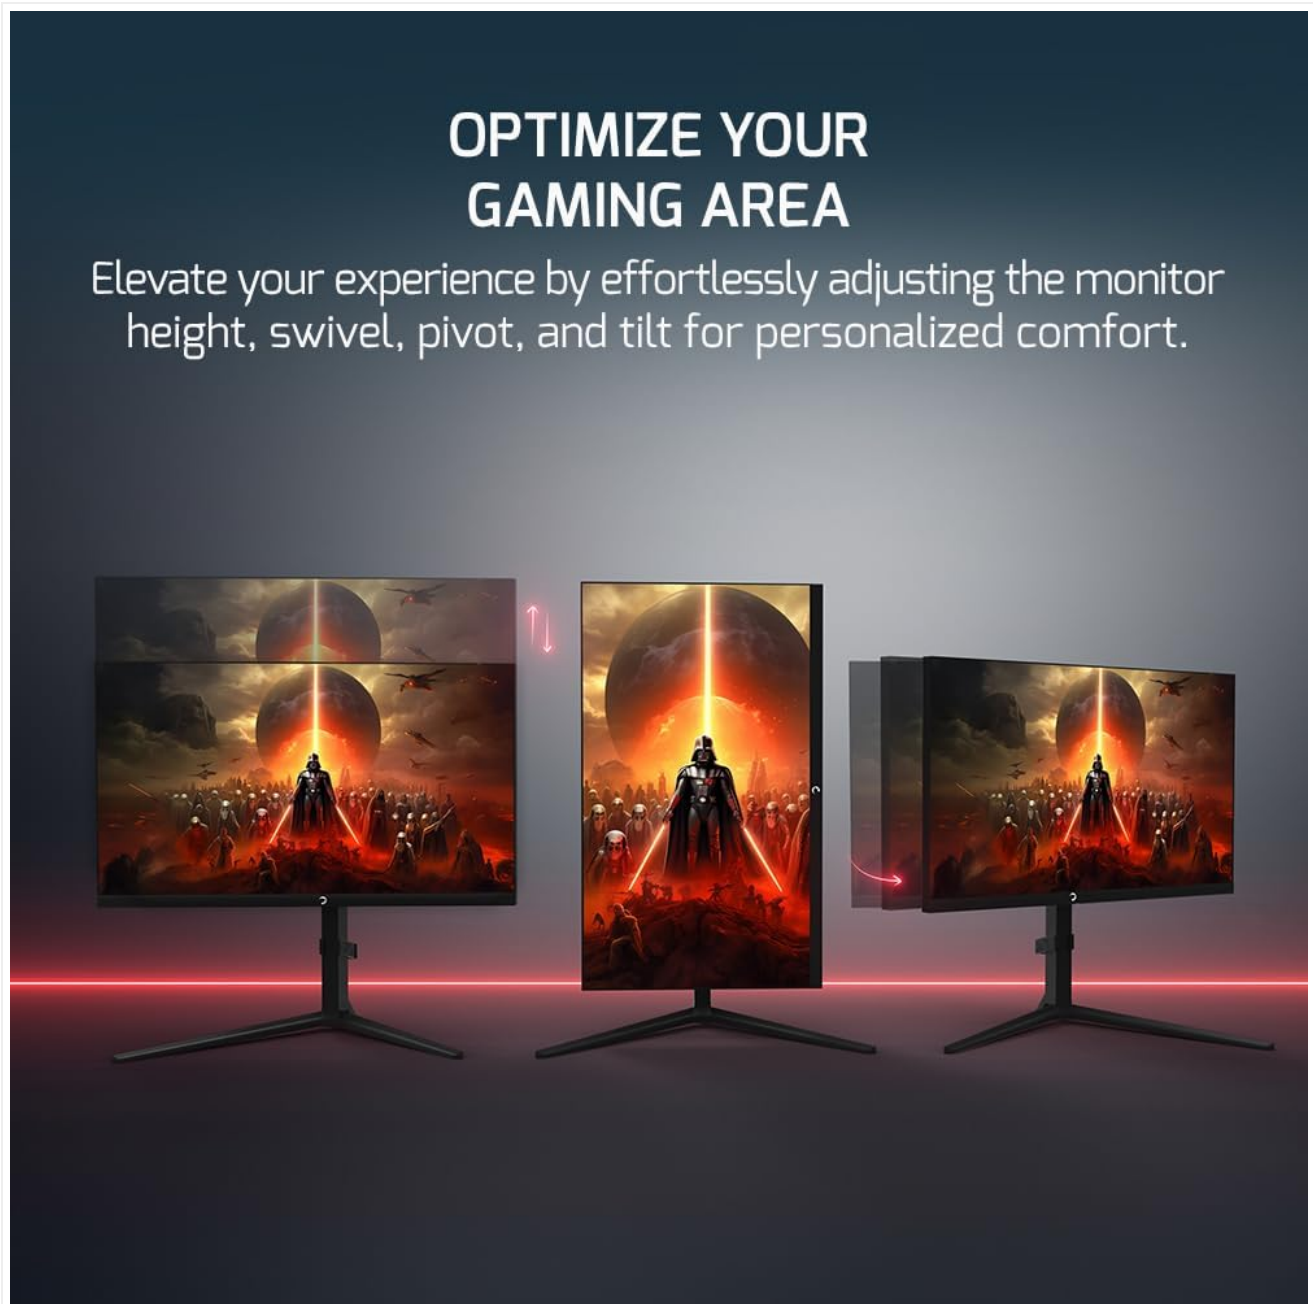 OPTIMIZE YOUR
GAMING AREA
Elevate your experience by effortlessly adjusting the monitor
height, swivel, pivot, and tilt for personalized comfort.